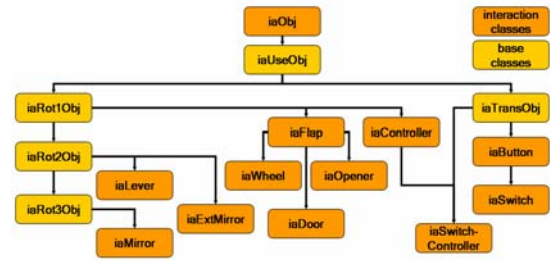 iaObj
interaction
classes
iaUseObj
base
classes
iaRot1Obj
iaTransObj
iaFlap
iaController
iaRot2Obj
iaButton
iaWheel
iaOpener
iaLever
iaSwitch
iaRot3Obj
iaExtMirror
iaDoor
iaMirror
iaSwitch-
Controller